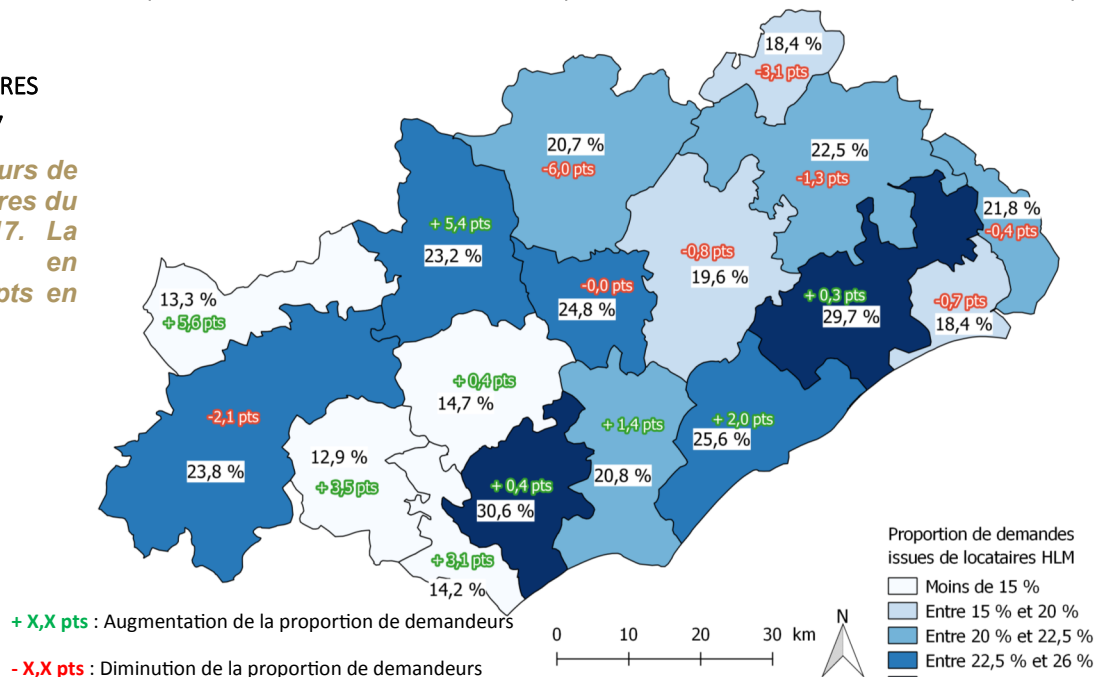 RES
urs de
res du
17. La
en
pts en
18,4 %
-3,1 pts
20,7 %
-6,0 pts
22,5 %
-1,3 pts
21,8 %
-0,4 pts
+ 5,4 pts
23,2 %
-0,8 pts
19,6 %
-0,0 pts
24,8 %
13,3 %
+ 5,6 pts
+ 0,3 pts
29,7 %
-0,7 pts
18,4 %
+ 0,4 pts
14,7 %
-2,1 pts
23,8 %
12,9 %
+ 3,5 pts
+ 1,4 pts
20,8 %
+ 2,0 pts
25,6 %
+ 0,4 pts
30,6 %
+ 3,1 pts
14,2 %
Proportion de demandes
issues de locataires HLM
Moins de 15 %
Entre 15 % et 20 %
Entre 20 % et 22,5 %
Entre 22,5 % et 26 %
+ X,X pts : Augmentation de la proportion de demandeurs
- X,X pts : Diminution de la proportion de demandeurs
0 10 20 30 km
N